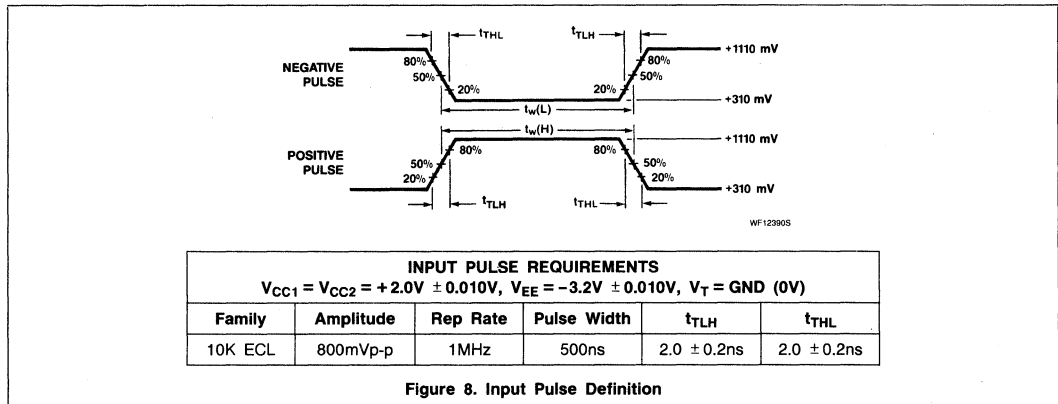 tTHL tTLH
+1110 mV
80% 80%
NEGATIVE
PULSE
50% 50%
20% 20%
+310 mV
tw(L)
tw(H)
+1110 mV
POSITIVE
PULSE
80% 80%
50% 50%
20% 20%
+310 mV
tTLH tTHL
WF12390S
INPUT PULSE REQUIREMENTS
VCC1 = VCC2 = +2.0V ±0.010V, VEE = −3.2V ±0.010V, VT = GND (0V)
Family Amplitude Rep Rate Pulse Width tTLH tTHL
10K ECL 800mVp-p 1MHz 500ns 2.0 ±0.2ns 2.0 ±0.2ns
Figure 8. Input Pulse Definition